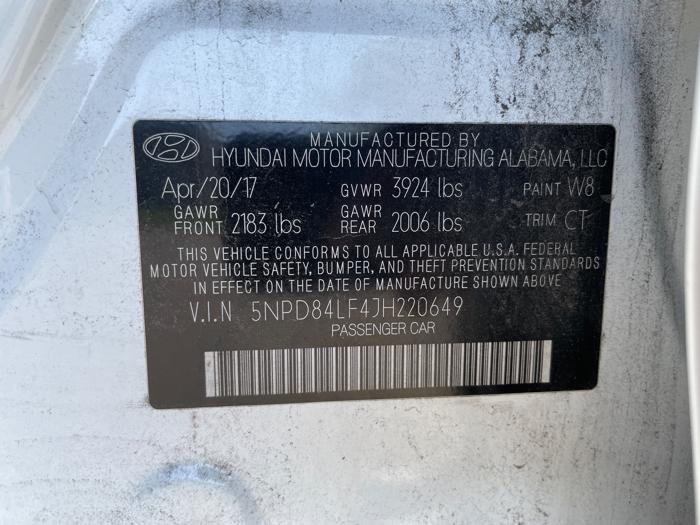 MANUFACTURED BY
HYUNDAI MOTOR MANUFACTURING ALABAMA, LLC
Apr/20/17 GVWR 3924 lbs PAINT W8
GAWR FRONT 2183 lbs GAWR REAR 2006 lbs TRIM CT
THIS VEHICLE CONFORMS TO ALL APPLICABLE U.S.A. FEDERAL
MOTOR VEHICLE SAFETY, BUMPER, AND THEFT PREVENTION STANDARDS
IN EFFECT ON THE DATE OF MANUFACTURE SHOWN ABOVE
V.I.N 5NPD84LF4JH220649
PASSENGER CAR